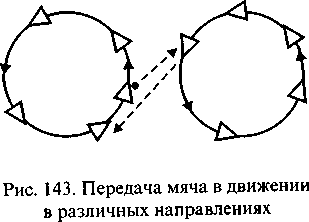 Рис. 143. Передача мяча в движении
в различных направлениях